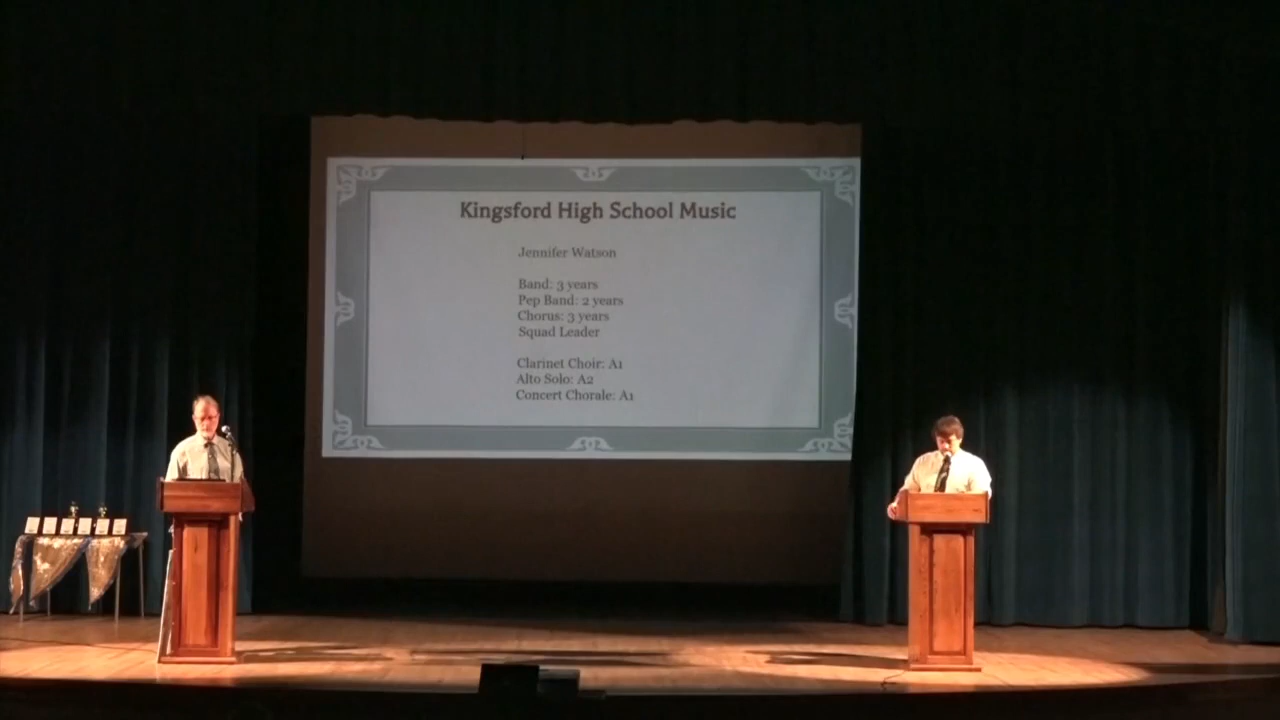 Kingsford High School Music
Jennifer Watson
Band: 3 years
Pep Band: 2 years
Chorus: 3 years
Squad Leader
Clarinet Choir: A1
Alto Solo: A2
Concert Chorale: A1